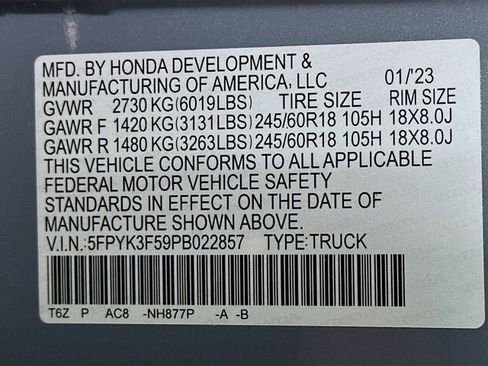 MFD. BY HONDA DEVELOPMENT &
MANUFACTURING OF AMERICA, LLC 01/'23
GVWR 2730 KG(6019LBS) TIRE SIZE RIM SIZE
GAWR F 1420 KG(3131LBS) 245/60R18 105H 18X8.0J
GAWR R 1480 KG(3263LBS) 245/60R18 105H 18X8.0J
THIS VEHICLE CONFORMS TO ALL APPLICABLE
FEDERAL MOTOR VEHICLE SAFETY
STANDARDS IN EFFECT ON THE DATE OF
MANUFACTURE SHOWN ABOVE.
V.I.N.:5FPYK3F59PB022857 TYPE:TRUCK
T6Z P AC8 -NH877P -A -B